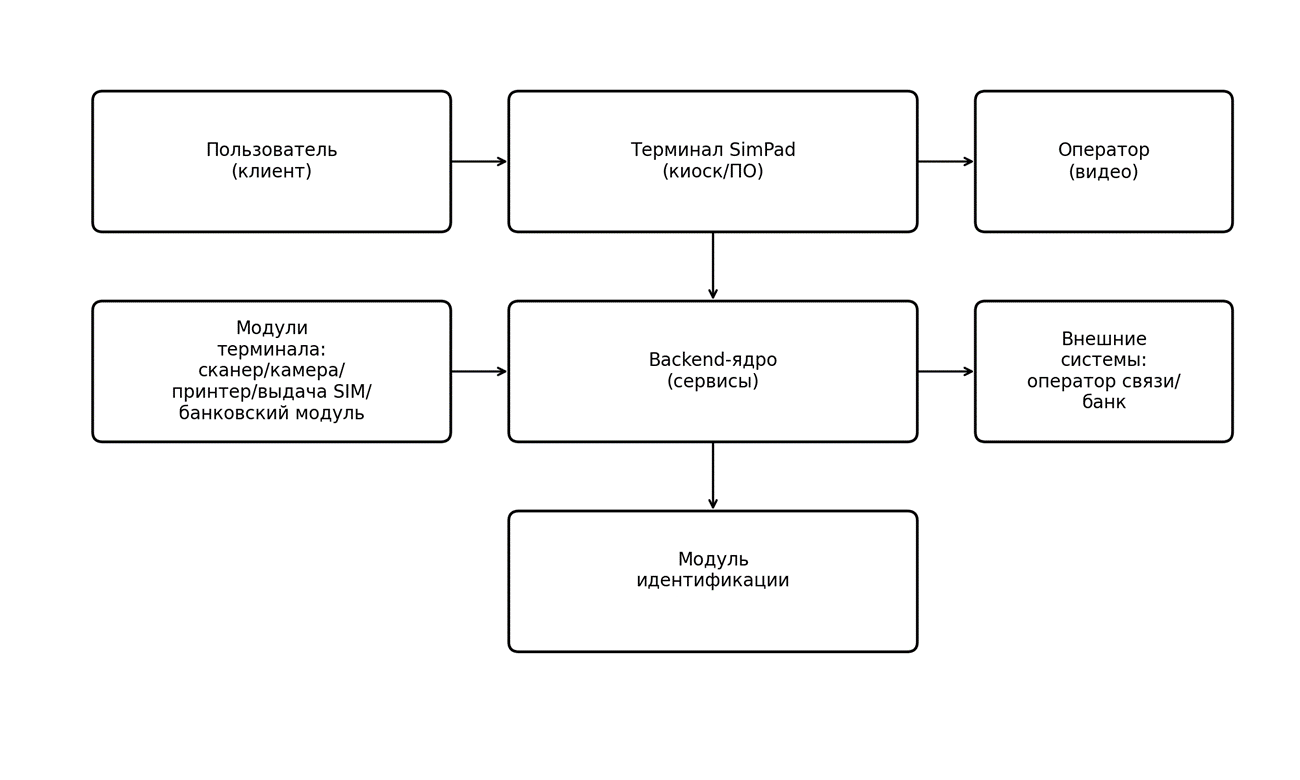 Пользователь
(клиент)
Терминал SimPad
(киоск/ПО)
Оператор
(видео)
Модули
терминала:
сканер/камера/
принтер/выдача SIM/
банковский модуль
Backend-ядро
(сервисы)
Внешние
системы:
оператор связи/
банк
Модуль
идентификации